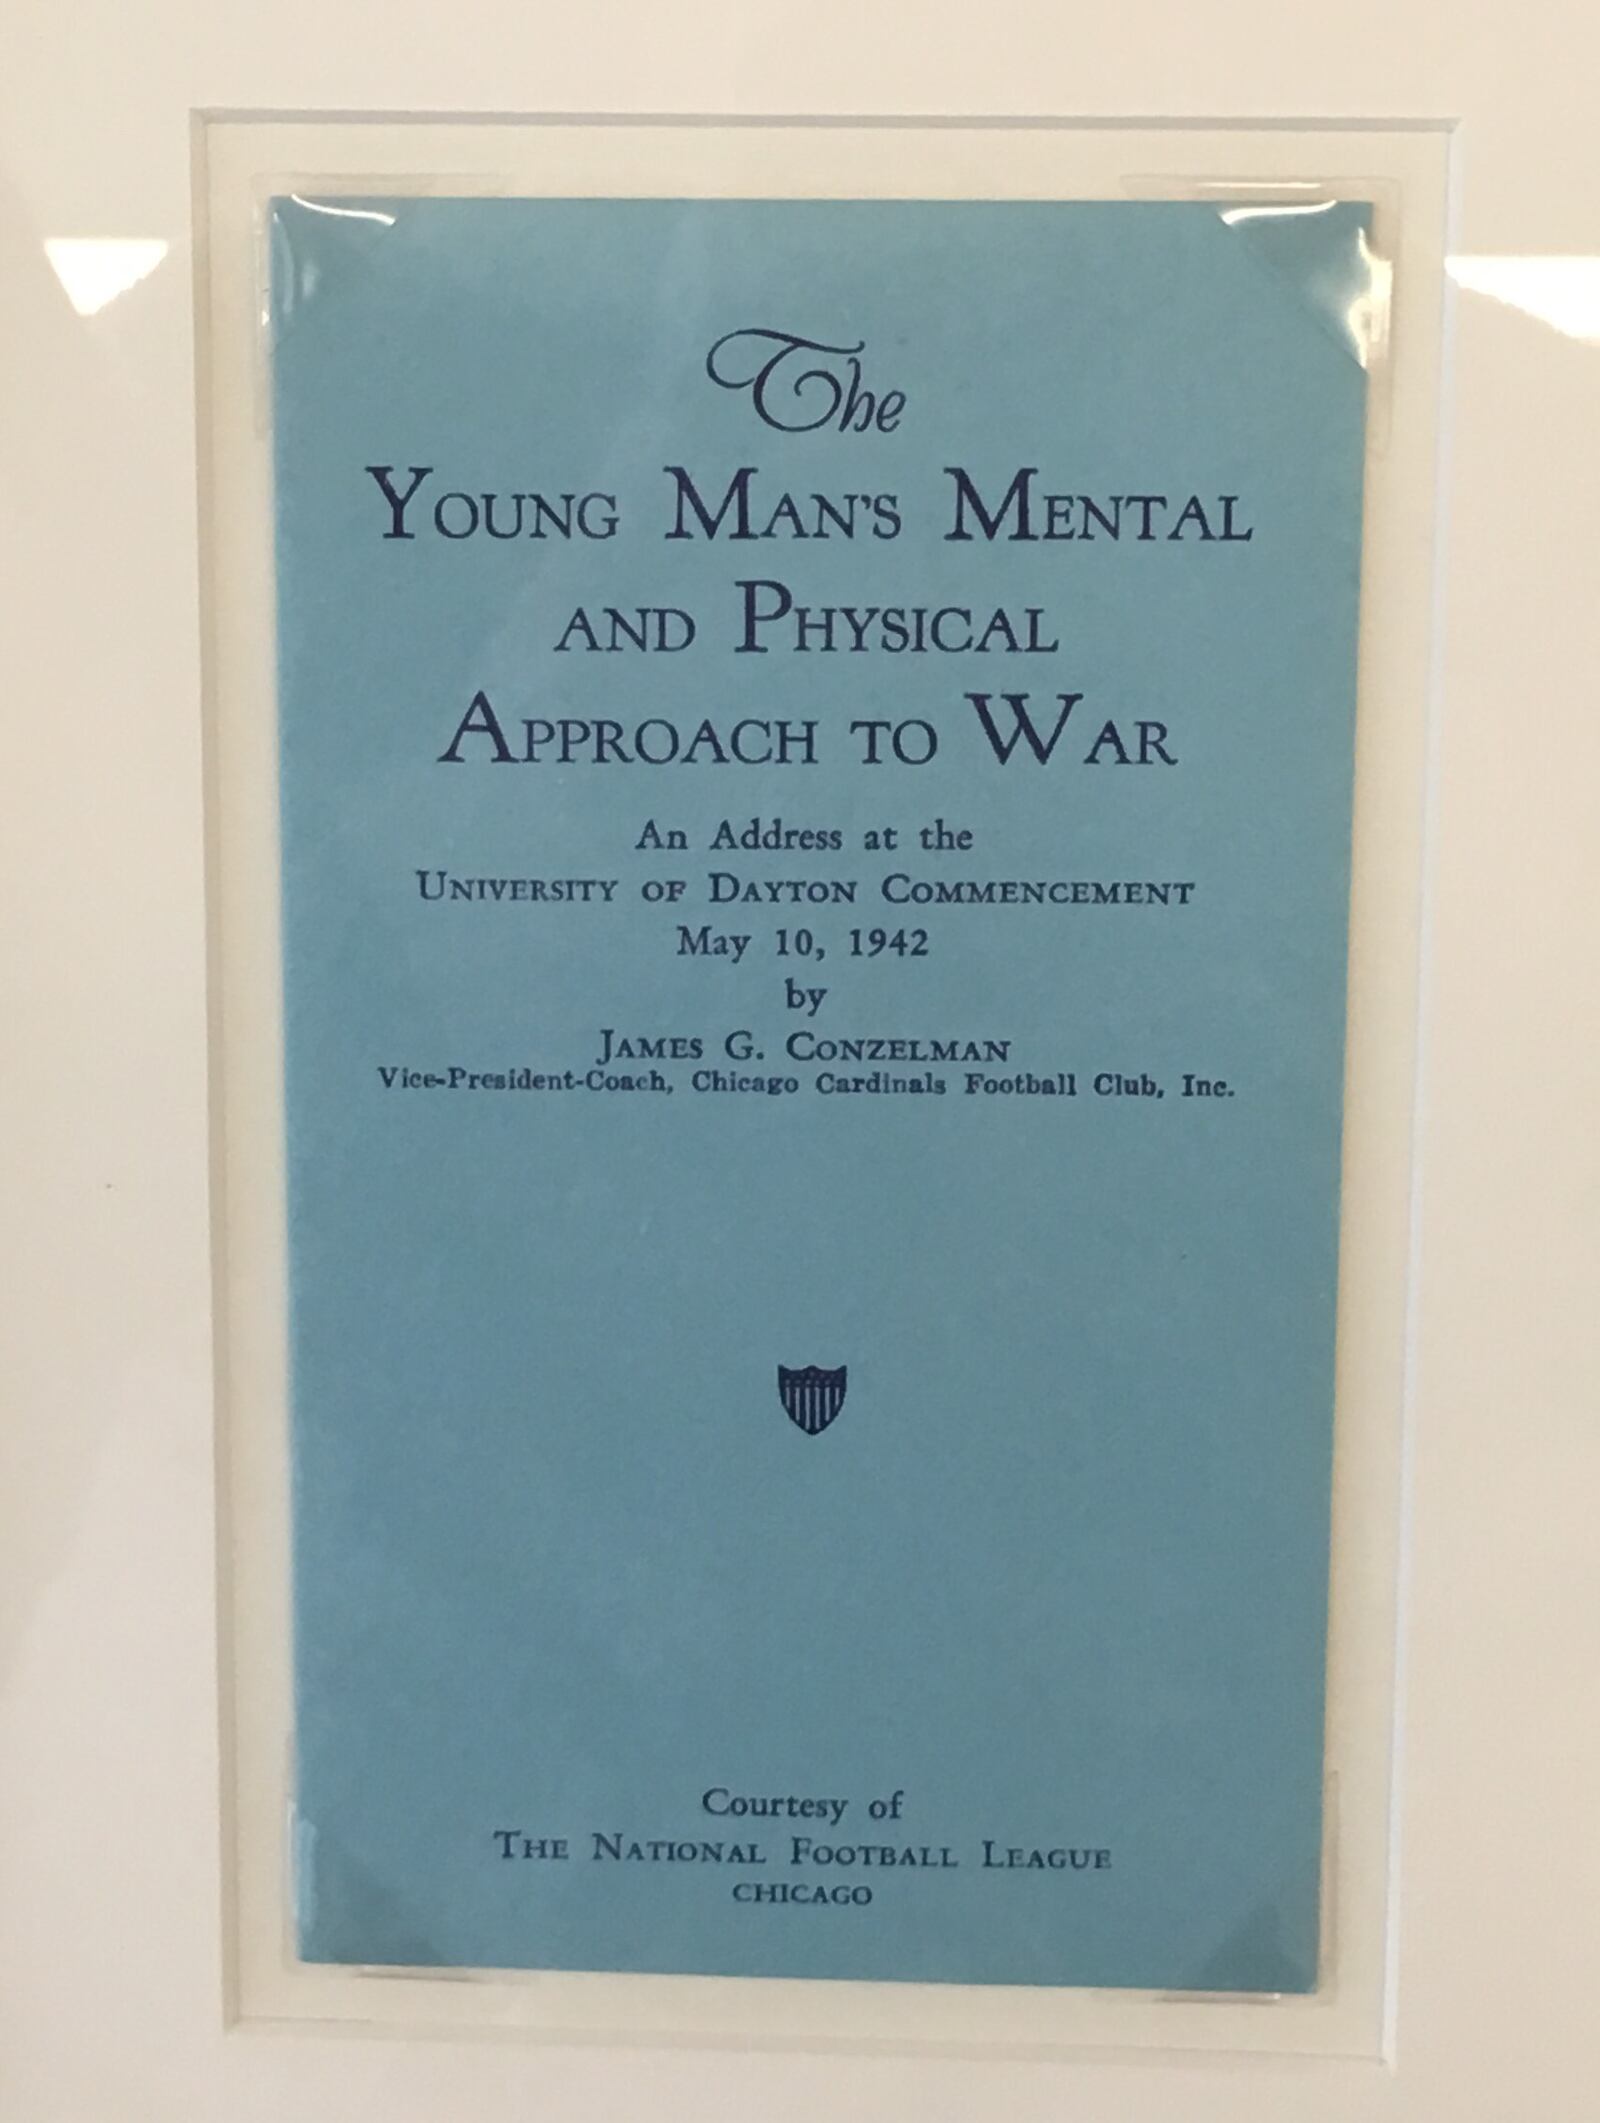 The
Young Man's Mental
and Physical
Approach to War
An Address at the
University of Dayton Commencement
May 10, 1942
by
James G. Conzelman
Vice-President-Coach, Chicago Cardinals Football Club, Inc.
Courtesy of
The National Football League
CHICAGO